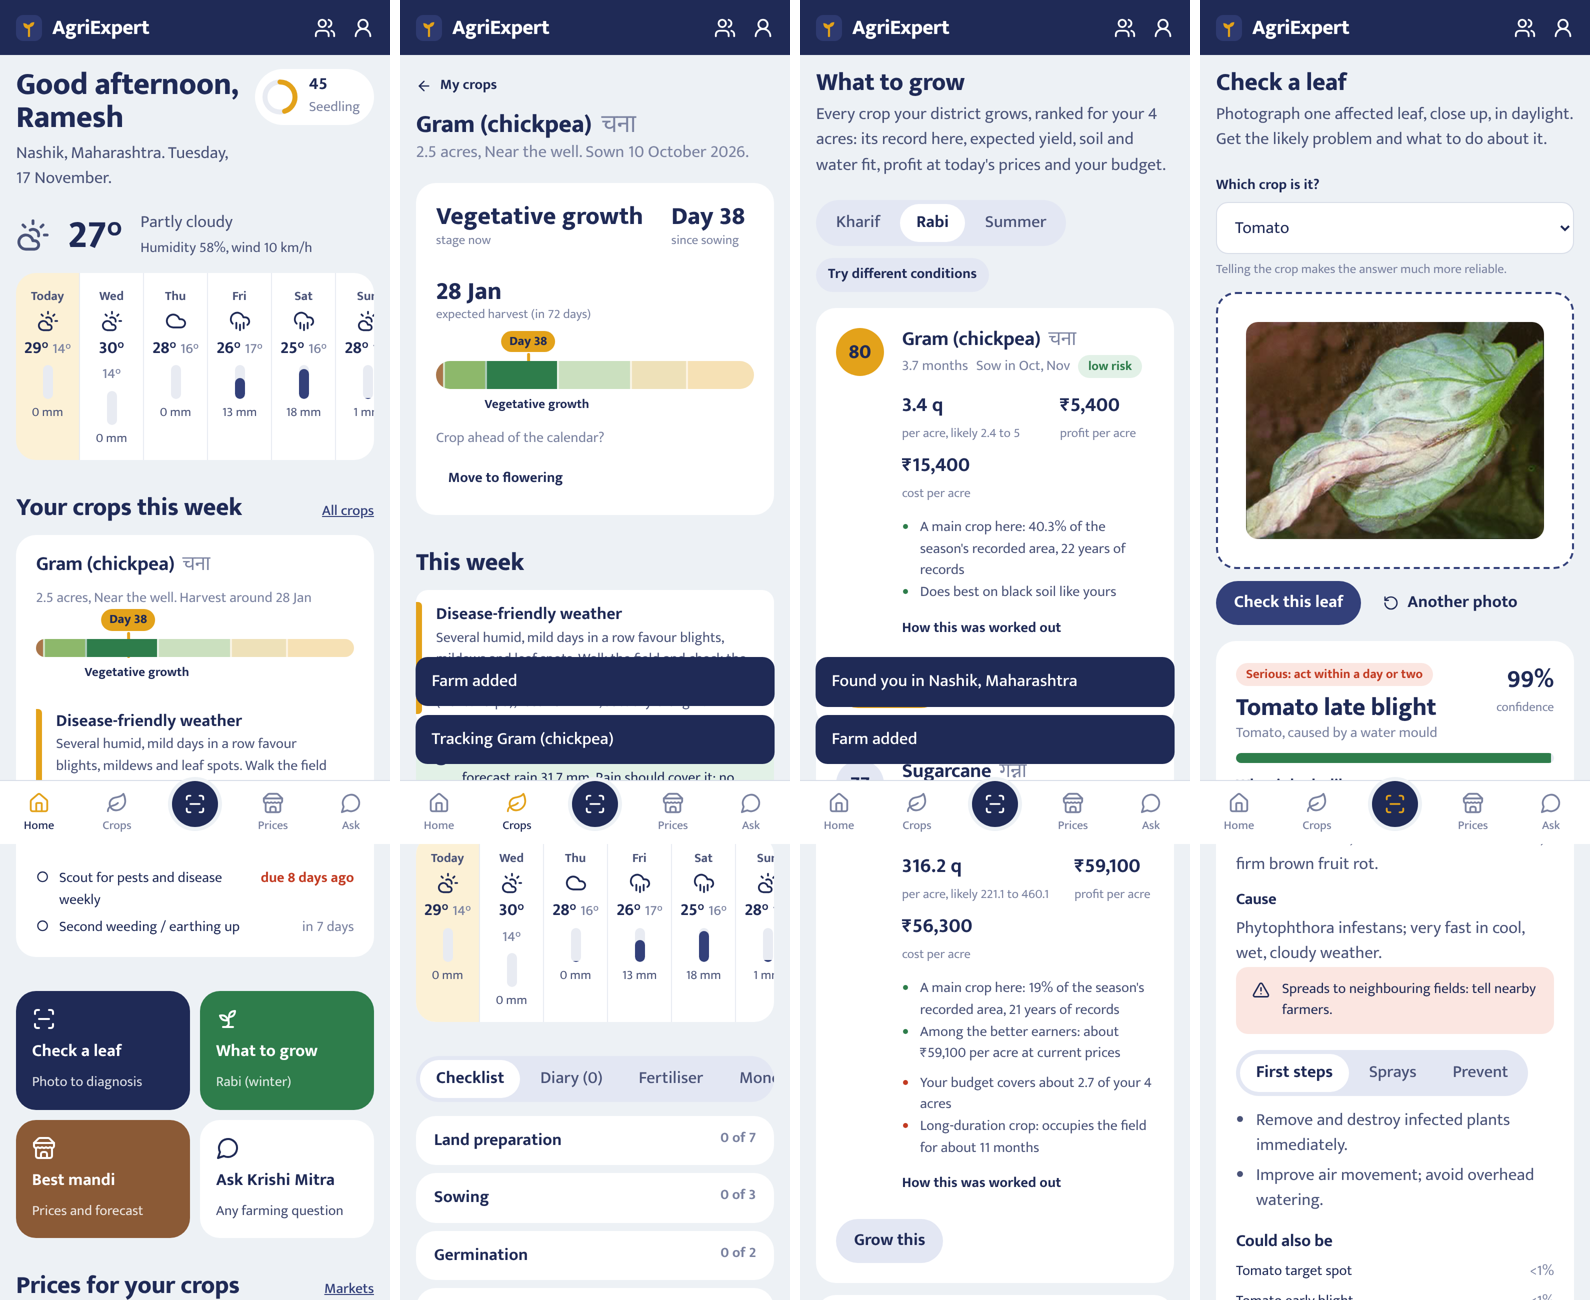 AgriExpert
Good afternoon,
Ramesh
45
Seedling
Nashik, Maharashtra. Tuesday,
17 November.
27°
Partly cloudy
Humidity 58%, wind 10 km/h
Today
Wed
Thu
Fri
Sat
29° 14°
30°
14°
28° 16°
26° 17°
25° 16°
28°
0 mm
0 mm
0 mm
13 mm
18 mm
Your crops this week
All crops
Gram (chickpea) चना
2.5 acres, Near the well. Harvest around 28 Jan
Day 38
Vegetative growth
Disease-friendly weather
Several humid, mild days in a row favour
blights, mildews and leaf spots. Walk the field
Home
Crops
Prices
Ask
Scout for pests and disease
weekly
due 8 days ago
Second weeding / earthing up
in 7 days
Check a leaf
Photo to diagnosis
What to grow
Rabi (winter)
Best mandi
Prices and forecast
Ask Krishi Mitra
Any farming question
Prices for your crops
Markets
AgriExpert
My crops
Gram (chickpea) चना
2.5 acres, Near the well. Sown 10 October 2026.
Vegetative growth
stage now
Day 38
since sowing
28 Jan
expected harvest (in 72 days)
Day 38
Vegetative growth
Crop ahead of the calendar?
Move to flowering
This week
Disease-friendly weather
Several humid, mild days in a row favour blights,
Farm added
Tracking Gram (chickpea)
forecast rain 31.7 mm. Rain should cover it: no
Home
Crops
Prices
Ask
Today
Wed
Thu
Fri
Sat
29° 14°
30°
14°
28° 16°
26° 17°
25° 16°
28°
0 mm
0 mm
0 mm
13 mm
18 mm
Checklist
Diary (0)
Fertiliser
Land preparation
0 of 7
Sowing
0 of 3
Germination
0 of 2
AgriExpert
What to grow
Every crop your district grows, ranked for your 4
acres: its record here, expected yield, soil and
water fit, profit at today's prices and your budget.
Kharif
Rabi
Summer
Try different conditions
80
Gram (chickpea) चना
3.7 months Sow in Oct, Nov low risk
3.4 q
per acre, likely 2.4 to 5
₹5,400
profit per acre
₹15,400
cost per acre
A main crop here: 40.3% of the
season's recorded area, 22 years of
records
Does best on black soil like yours
How this was worked out
Found you in Nashik, Maharashtra
Farm added
Sugarcane गन्ना
Home
Crops
Prices
Ask
316.2 q
per acre, likely 221.1 to 460.1
₹59,100
profit per acre
₹56,300
cost per acre
A main crop here: 19% of the season's
recorded area, 21 years of records
Among the better earners: about
₹59,100 per acre at current prices
Your budget covers about 2.7 of your 4
acres
Long-duration crop: occupies the field
for about 11 months
How this was worked out
Grow this
AgriExpert
Check a leaf
Photograph one affected leaf, close up, in daylight.
Get the likely problem and what to do about it.
Which crop is it?
Tomato
Telling the crop makes the answer much more reliable.
Check this leaf
Another photo
Serious: act within a day or two
99%
confidence
Tomato late blight
Tomato, caused by a water mould
Home
Crops
Prices
Ask
firm brown fruit rot.
Cause
Phytophthora infestans; very fast in cool,
wet, cloudy weather.
Spreads to neighbouring fields: tell nearby
farmers.
First steps
Sprays
Prevent
Remove and destroy infected plants
immediately.
Improve air movement; avoid overhead
watering.
Could also be
Tomato target spot
<1%